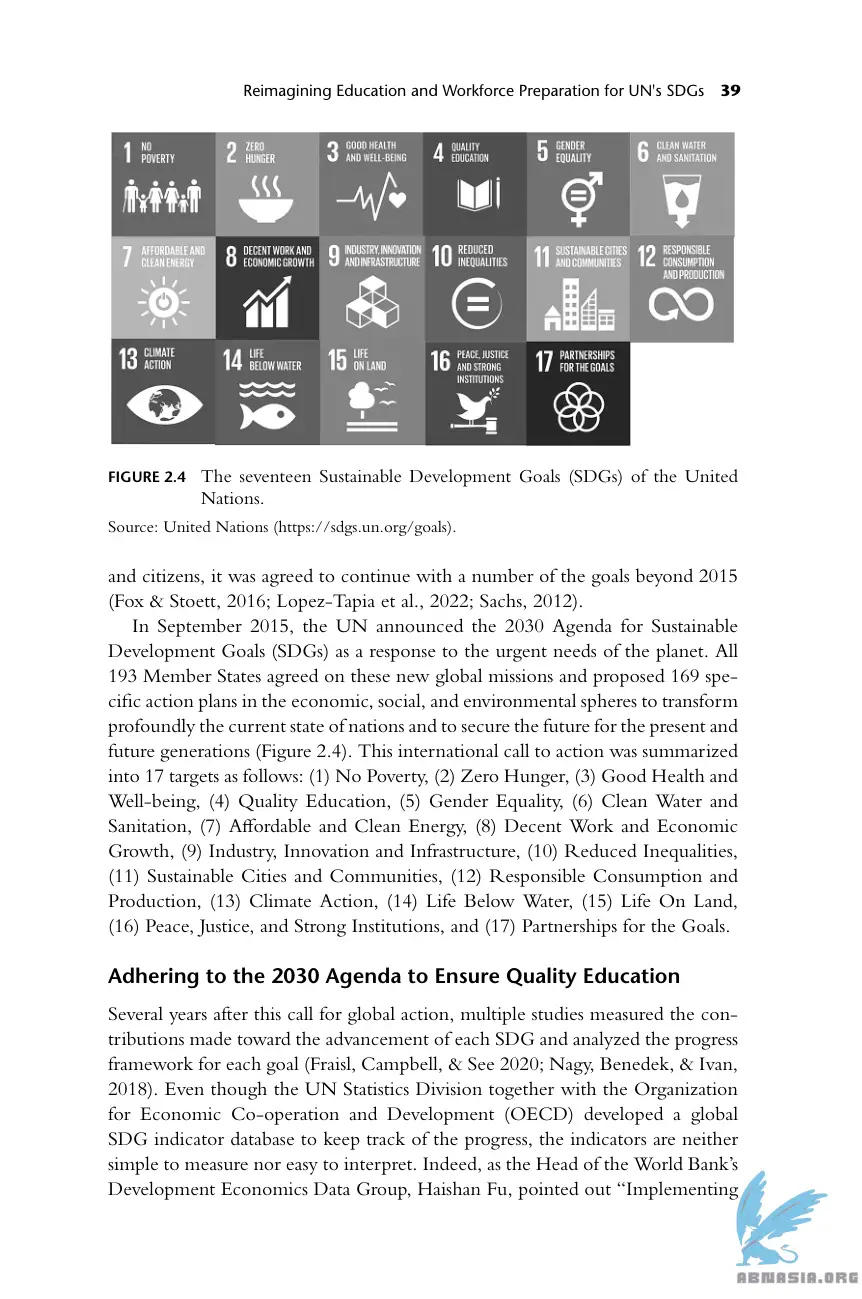 Reimagining Education and Workforce Preparation for UN's SDGs 39
1 NO
POVERTY
2 ZERO
HUNGER
3 GOOD HEALTH
AND WELL-BEING
4 QUALITY
EDUCATION
5 GENDER
EQUALITY
6 CLEAN WATER
AND SANITATION
7 AFFORDABLE AND
CLEAN ENERGY
8 DECENT WORK AND
ECONOMIC GROWTH
9 INDUSTRY, INNOVATION
AND INFRASTRUCTURE
10 REDUCED
INEQUALITIES
11 SUSTAINABLE CITIES
AND COMMUNITIES
12 RESPONSIBLE
CONSUMPTION
AND PRODUCTION
13 CLIMATE
ACTION
14 LIFE
BELOW WATER
15 LIFE
ON LAND
16 PEACE, JUSTICE
AND STRONG
INSTITUTIONS
17 PARTNERSHIPS
FOR THE GOALS
FIGURE 2.4 The seventeen Sustainable Development Goals (SDGs) of the United
Nations.
Source: United Nations (https://sdgs.un.org/goals).
and citizens, it was agreed to continue with a number of the goals beyond 2015
(Fox & Stoett, 2016; Lopez-Tapia et al., 2022; Sachs, 2012).
In September 2015, the UN announced the 2030 Agenda for Sustainable
Development Goals (SDGs) as a response to the urgent needs of the planet. All
193 Member States agreed on these new global missions and proposed 169 spe-
cific action plans in the economic, social, and environmental spheres to transform
profoundly the current state of nations and to secure the future for the present and
future generations (Figure 2.4). This international call to action was summarized
into 17 targets as follows: (1) No Poverty, (2) Zero Hunger, (3) Good Health and
Well-being, (4) Quality Education, (5) Gender Equality, (6) Clean Water and
Sanitation, (7) Affordable and Clean Energy, (8) Decent Work and Economic
Growth, (9) Industry, Innovation and Infrastructure, (10) Reduced Inequalities,
(11) Sustainable Cities and Communities, (12) Responsible Consumption and
Production, (13) Climate Action, (14) Life Below Water, (15) Life On Land,
(16) Peace, Justice, and Strong Institutions, and (17) Partnerships for the Goals.
Adhering to the 2030 Agenda to Ensure Quality Education
Several years after this call for global action, multiple studies measured the con-
tributions made toward the advancement of each SDG and analyzed the progress
framework for each goal (Fraisl, Campbell, & See 2020; Nagy, Benedek, & Ivan,
2018). Even though the UN Statistics Division together with the Organization
for Economic Co-operation and Development (OECD) developed a global
SDG indicator database to keep track of the progress, the indicators are neither
simple to measure nor easy to interpret. Indeed, as the Head of the World Bank's
Development Economics Data Group, Haishan Fu, pointed out “Implementing
ABNASIA.ORG